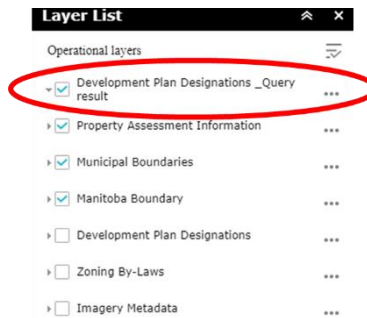 Layer List
Operational layers
Development Plan Designations _Query
result
Property Assessment Information
Municipal Boundaries
Manitoba Boundary
Development Plan Designations
Zoning By-Laws
Imagery Metadata